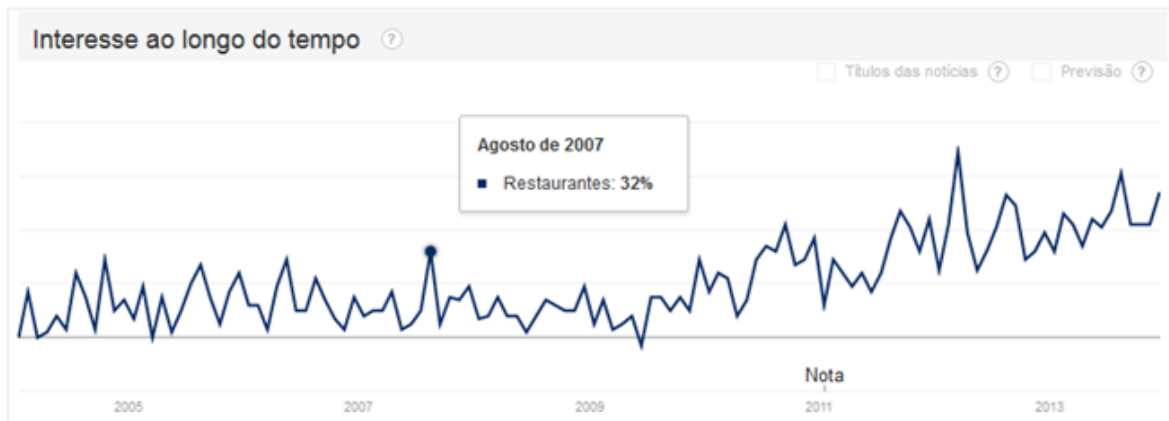 Interesse ao longo do tempo ?
Títulos das notícias ? Previsão ?
Agosto de 2007
Restaurantes: 32%
Nota
2005 2007 2009 2011 2013